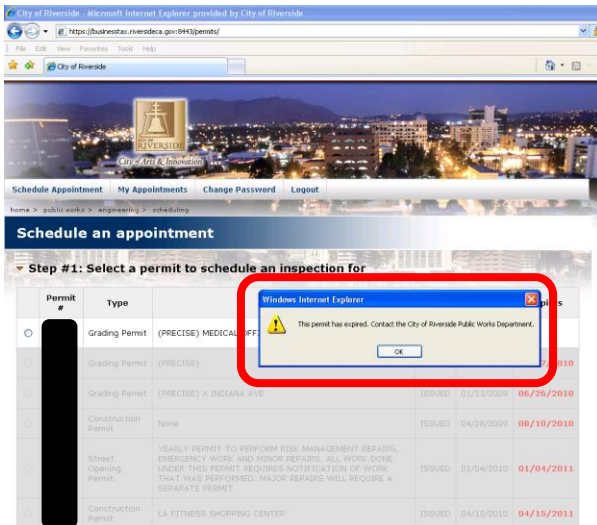 City of Riverside - Microsoft Internet Explorer provided by City of Riverside
https://businesstax.riversideca.gov:8443/permits/
File Edit View Favorites Tools Help
City of Riverside
RIVERSIDE
City of Arts & Innovation
Schedule Appointment My Appointments Change Password Logout
home > public works > engineering > scheduling
Schedule an appointment
Step #1: Select a permit to schedule an inspection for
Permit # Type
Windows Internet Explorer
This permit has expired. Contact the City of Riverside Public Works Department.
OK
Grading Permit (PRECISE) MEDICAL
Grading Permit (PRECISE)
Grading Permit (PRECISE) X INDIANA AVE ISSUED 01/13/2009 06/26/2010
Construction Permit None ISSUED 04/28/2009 08/10/2010
Street Opening Permit
YEARLY PERMIT TO PERFORM RISK MANAGEMENT REPAIRS,
EMERGENCY WORK AND MINOR REPAIRS. ALL WORK DONE
UNDER THIS PERMIT REQUIRES NOTIFICATION OF WORK
THAT WAS PERFORMED. MAJOR REPAIRS WILL REQUIRE A
SEPARATE PERMIT
ISSUED 01/04/2010 01/04/2011
Construction Permit LA FITNESS SHOPPING CENTER ISSUED 04/15/2010 04/15/2011